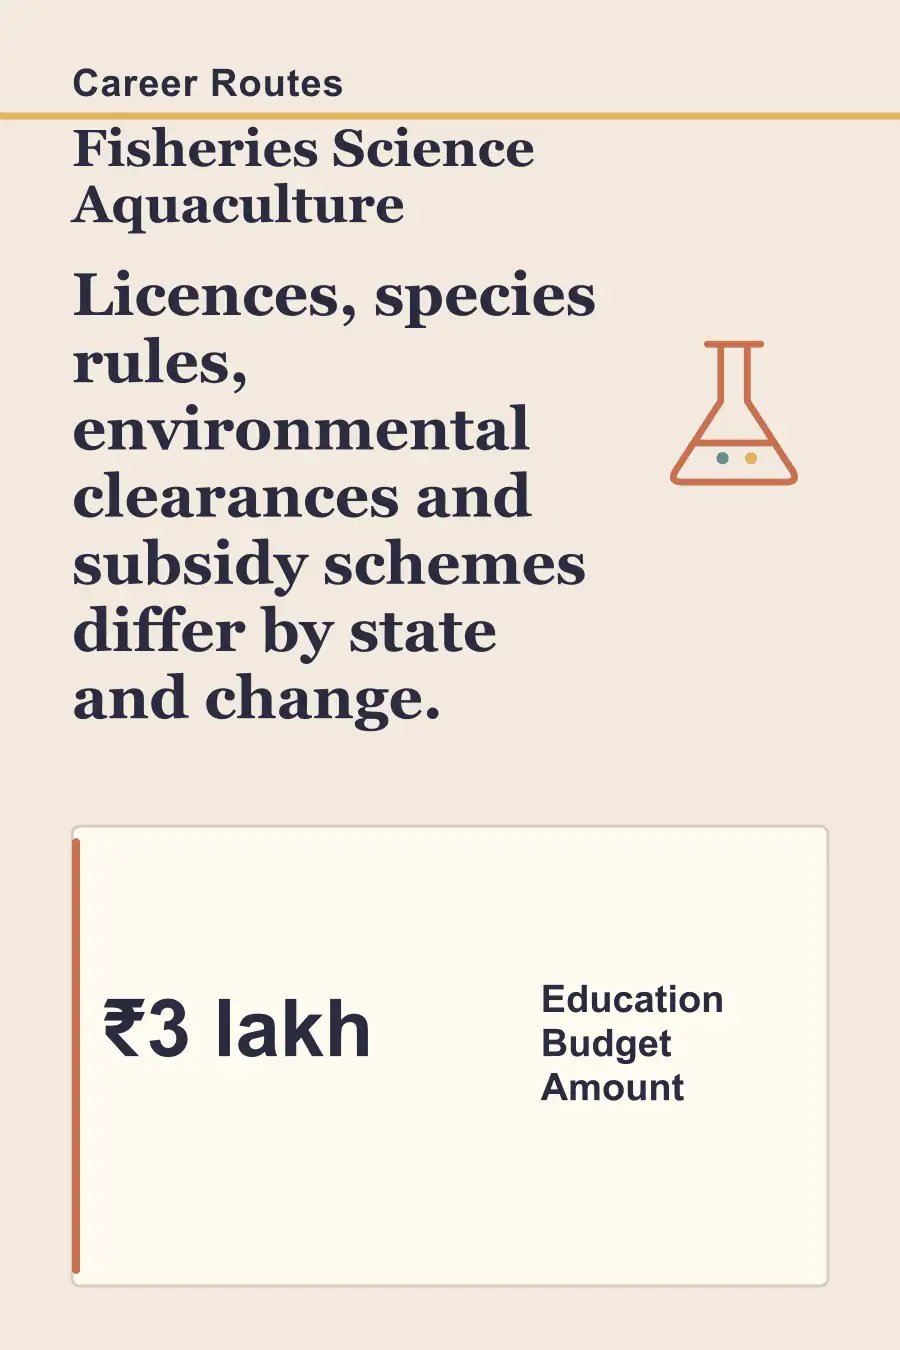 Career Routes
Fisheries Science
Aquaculture
Licences, species
rules,
environmental
clearances and
subsidy schemes
differ by state
and change.
₹3 lakh
Education
Budget
Amount